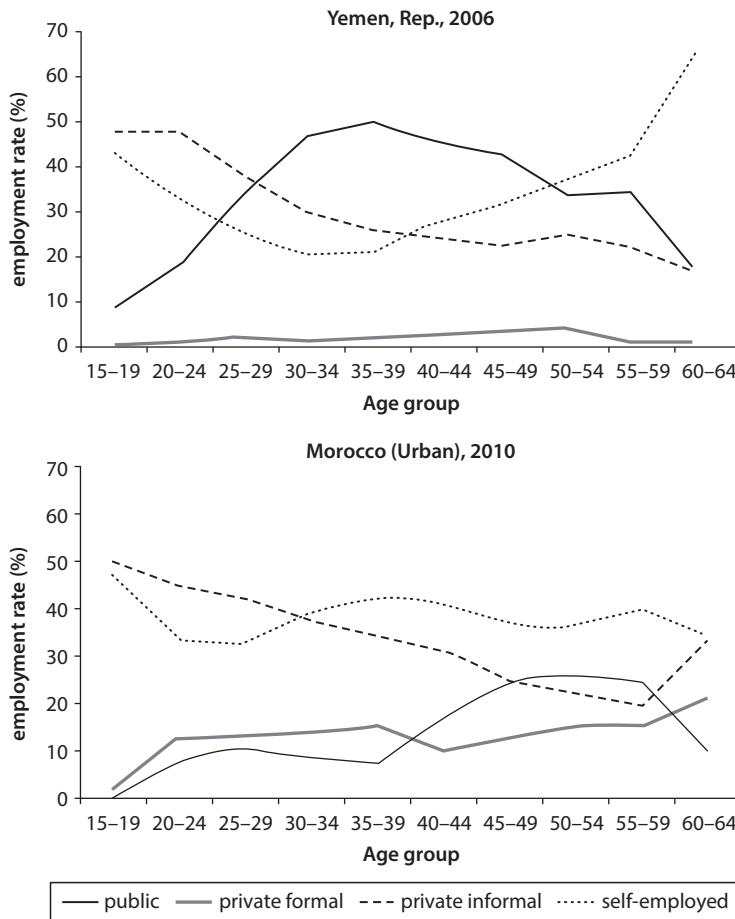 Yemen, Rep., 2006
70
60
50
40
30
20
10
0
employment rate (%)
15–19 20–24 25–29 30–34 35–39 40–44 45–49 50–54 55–59 60–64
Age group
Morocco (Urban), 2010
70
60
50
40
30
20
10
0
employment rate (%)
15–19 20–24 25–29 30–34 35–39 40–44 45–49 50–54 55–59 60–64
Age group
public private formal private informal self-employed